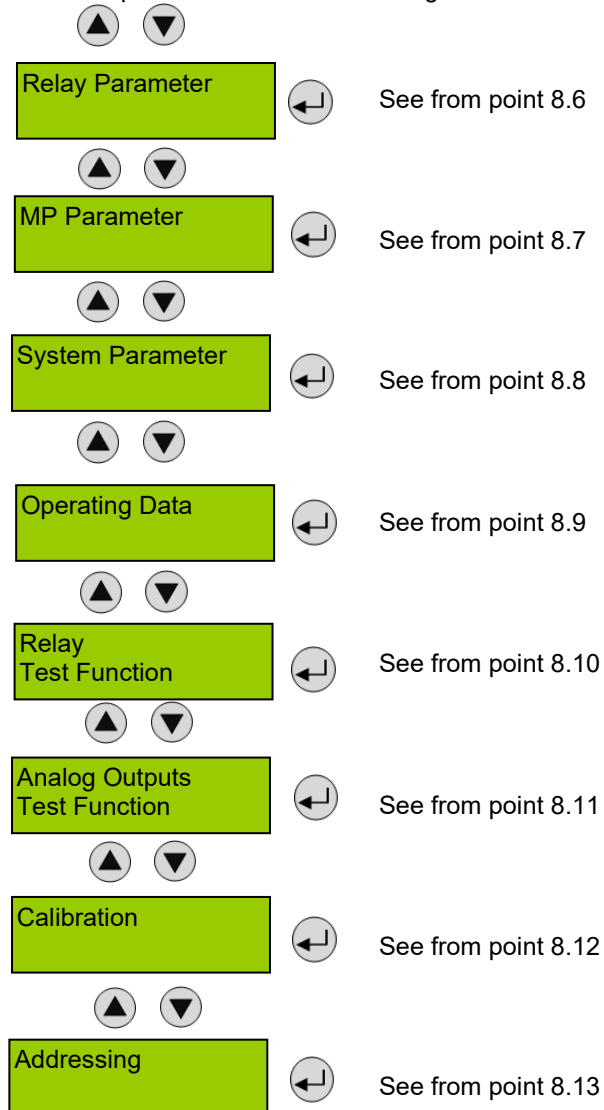 Relay Parameter
See from point 8.6
MP Parameter
See from point 8.7
System Parameter
See from point 8.8
Operating Data
See from point 8.9
Relay
Test Function
See from point 8.10
Analog Outputs
Test Function
See from point 8.11
Calibration
See from point 8.12
Addressing
See from point 8.13